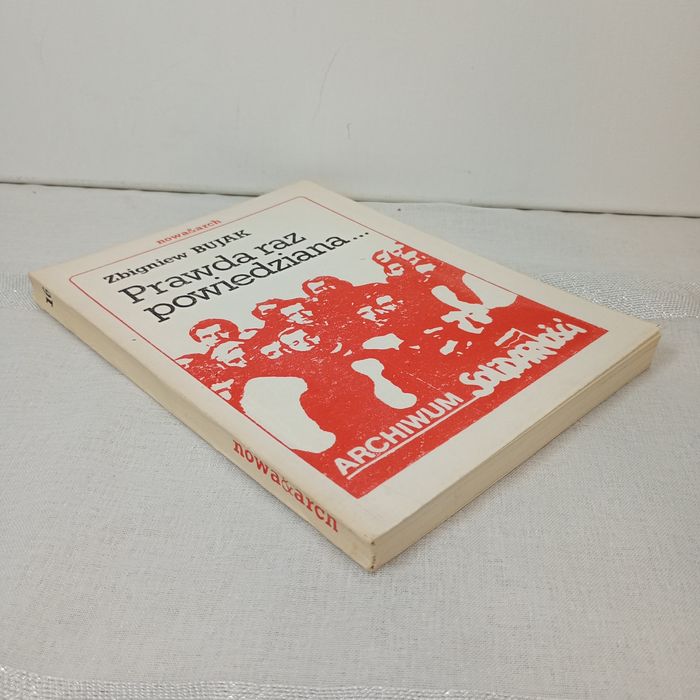 nowa&arch
Zbigniew BUJAK
Prawda raz
powiedziana...
ARCHIWUM
SOLIDARNOŚCI
nowa&arch